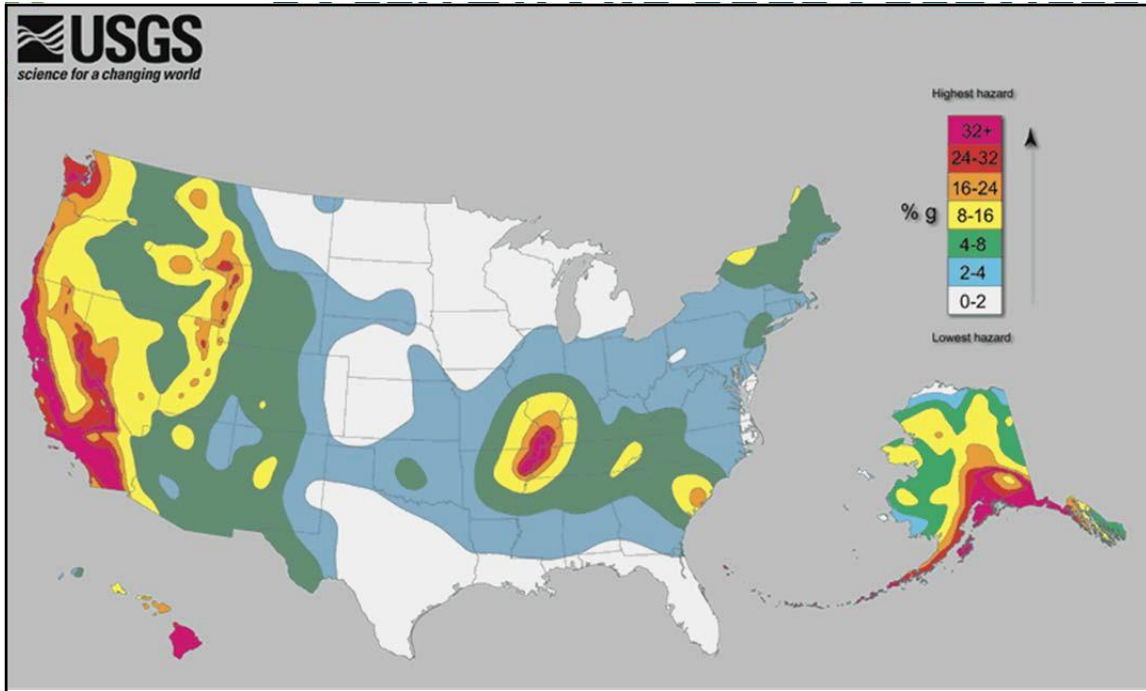 USGS
science for a changing world
Highest hazard
32+
24-32
16-24
% g
8-16
4-8
2-4
0-2
Lowest hazard